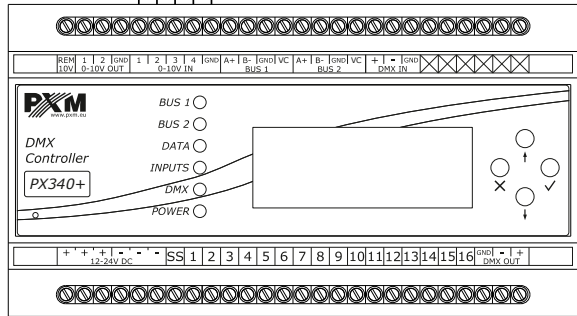 REM 1 2 GND 1 2 3 4 GND A+ B- GND VC A+ B- GND VC + - GND
10V 0-10V OUT 0-10V IN BUS 1 BUS 2 DMX IN
PXM
www.pxm.eu
BUS 1
BUS 2
DMX
Controller
DATA
INPUTS
PX340+
DMX
POWER
+ + + - - - SS 1 2 3 4 5 6 7 8 9 10 11 12 13 14 15 16 GND - +
12-24V DC DMX OUT